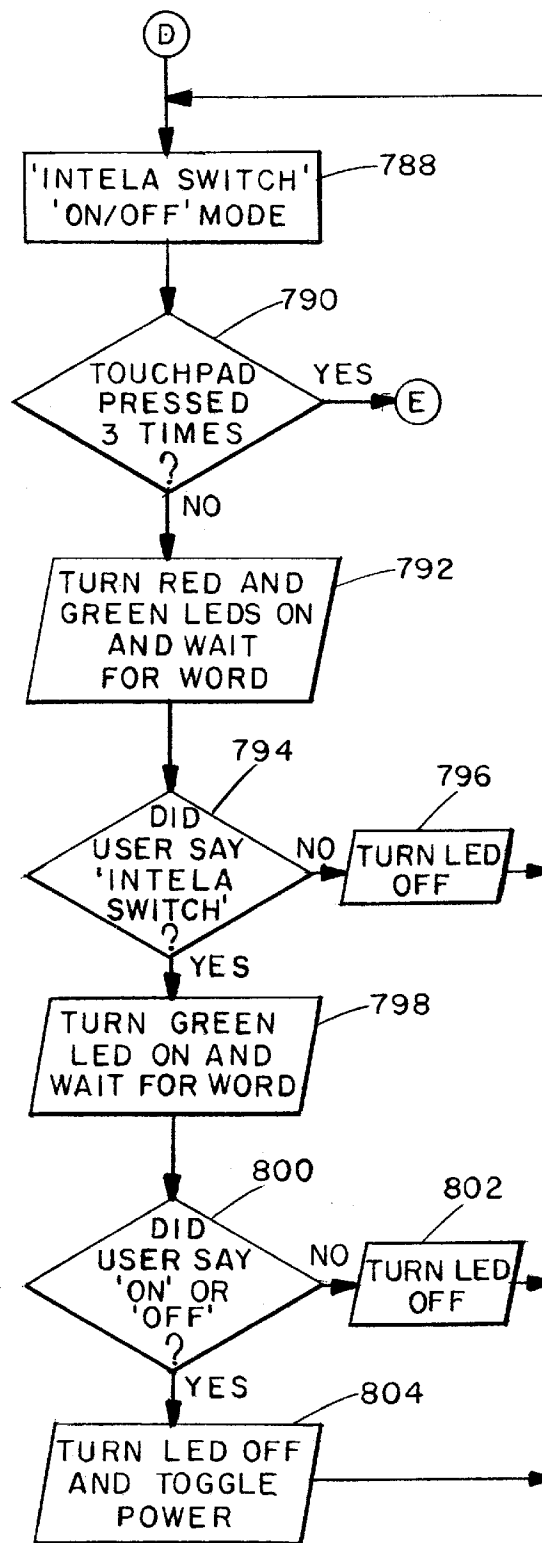 D
'INTELA SWITCH'
'ON/OFF' MODE
788
790
TOUCHPAD
PRESSED
3 TIMES
?
YES
E
NO
TURN RED AND
GREEN LEDS ON
AND WAIT
FOR WORD
792
794
DID
USER SAY
'INTELA
SWITCH'
?
NO
796
TURN LED
OFF
YES
TURN GREEN
LED ON AND
WAIT FOR WORD
798
800
DID
USER SAY
'ON' OR
'OFF'
?
NO
802
TURN LED
OFF
YES
804
TURN LED OFF
AND TOGGLE
POWER